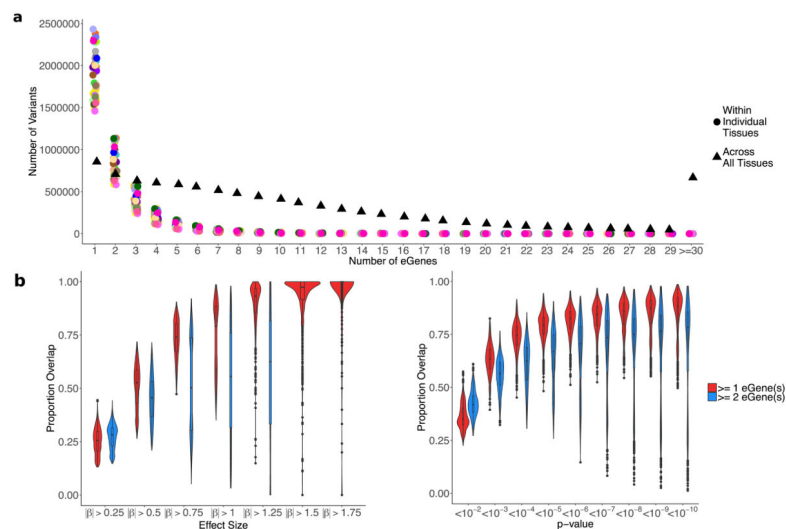 a
2500000
2000000
1500000
1000000
500000
0
Number of Variants
1 2 3 4 5 6 7 8 9 10 11 12 13 14 15 16 17 18 19 20 21 22 23 24 25 26 27 28 29 >=30
Number of eGenes
Within
Individual
Tissues
Across
All Tissues
b
1.00
0.75
0.50
0.25
0.00
Proportion Overlap
|β| > 0.25 |β| > 0.5 |β| > 0.75 |β| > 1 |β| > 1.25 |β| > 1.5 |β| > 1.75
Effect Size
1.00
0.75
0.50
0.25
0.00
Proportion Overlap
<10⁻² <10⁻³ <10⁻⁴ <10⁻⁵ <10⁻⁶ <10⁻⁷ <10⁻⁸ <10⁻⁹ <10⁻¹⁰
p-value
>= 1 eGene(s)
>= 2 eGene(s)